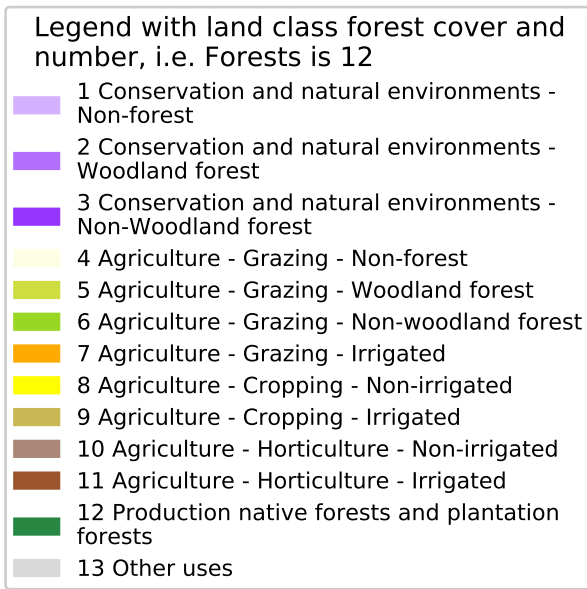 Legend with land class forest cover and
number, i.e. Forests is 12
1 Conservation and natural environments -
Non-forest
2 Conservation and natural environments -
Woodland forest
3 Conservation and natural environments -
Non-Woodland forest
4 Agriculture - Grazing - Non-forest
5 Agriculture - Grazing - Woodland forest
6 Agriculture - Grazing - Non-woodland forest
7 Agriculture - Grazing - Irrigated
8 Agriculture - Cropping - Non-irrigated
9 Agriculture - Cropping - Irrigated
10 Agriculture - Horticulture - Non-irrigated
11 Agriculture - Horticulture - Irrigated
12 Production native forests and plantation
forests
13 Other uses